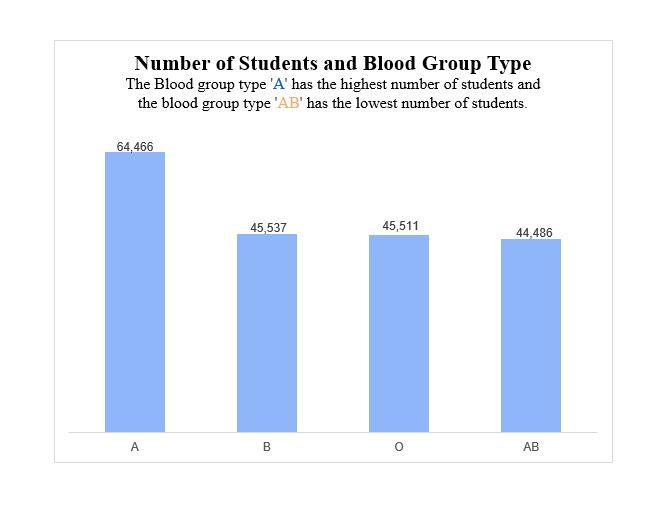 Number of Students and Blood Group Type
The Blood group type 'A' has the highest number of students and
the blood group type 'AB' has the lowest number of students.
64,466
45,537
45,511
44,486
A
B
O
AB